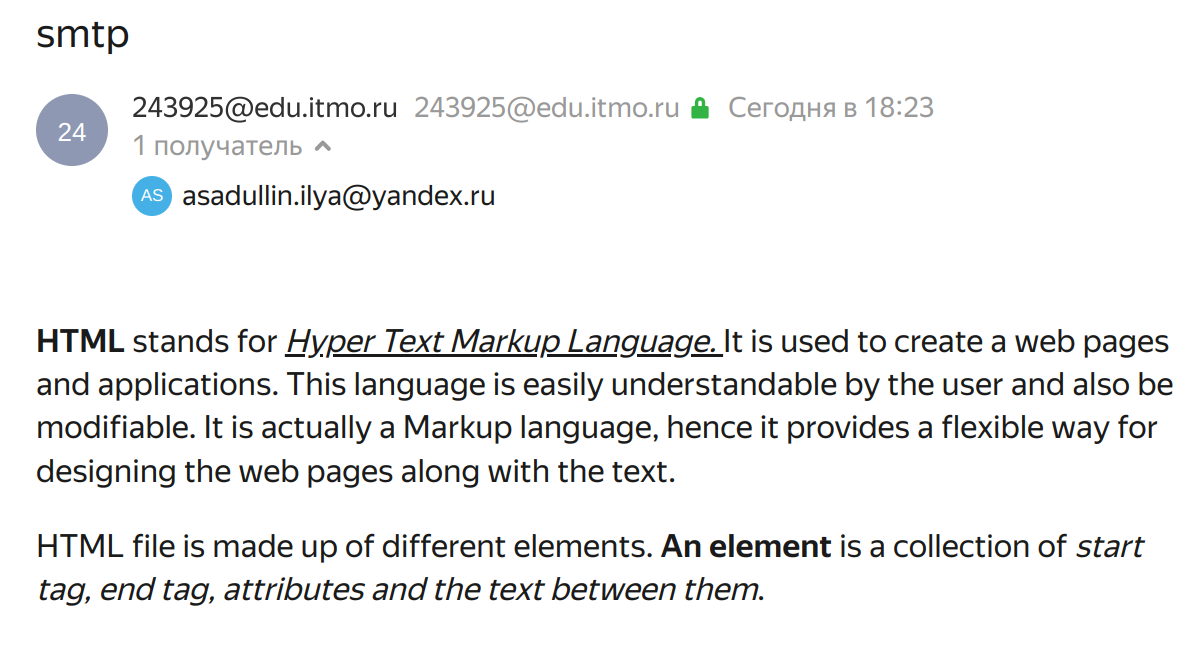 smtp
243925@edu.itmo.ru 243925@edu.itmo.ru Сегодня в 18:23
24
1 получатель
AS asadullin.ilya@yandex.ru
HTML stands for Hyper Text Markup Language. It is used to create a web pages
and applications. This language is easily understandable by the user and also be
modifiable. It is actually a Markup language, hence it provides a flexible way for
designing the web pages along with the text.
HTML file is made up of different elements. An element is a collection of start
tag, end tag, attributes and the text between them.